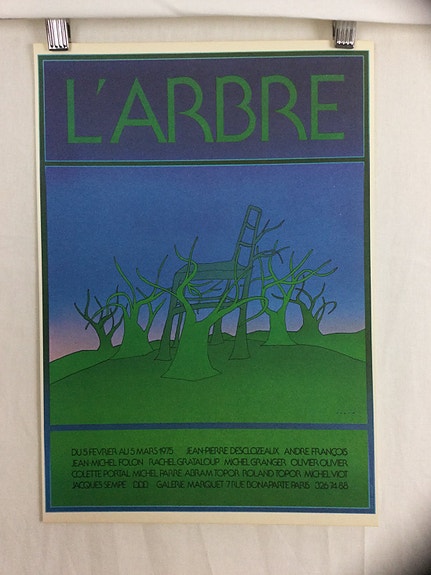 L'ARBRE
DU 5 FEVRIER AU 5 MARS 1975 JEAN-PIERRE DESCLOZEAUX ANDRE FRANÇOIS
JEAN-MICHEL FOLON RACHEL GRATALOUP MICHEL GRANGER OLIVIER OLIVIER
COLETTE PORTAL MICHEL PARRE ABRAM TOPOR ROLAND TOPOR MICHEL VIOT
JACQUES SEMPE DDD GALERIE MARQUET 7 RUE BONAPARTE PARIS 326 74 88